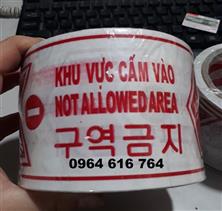 KHU VỰC CẤM VÀO
NOT ALLOWED AREA
구역금지
0964 616 764